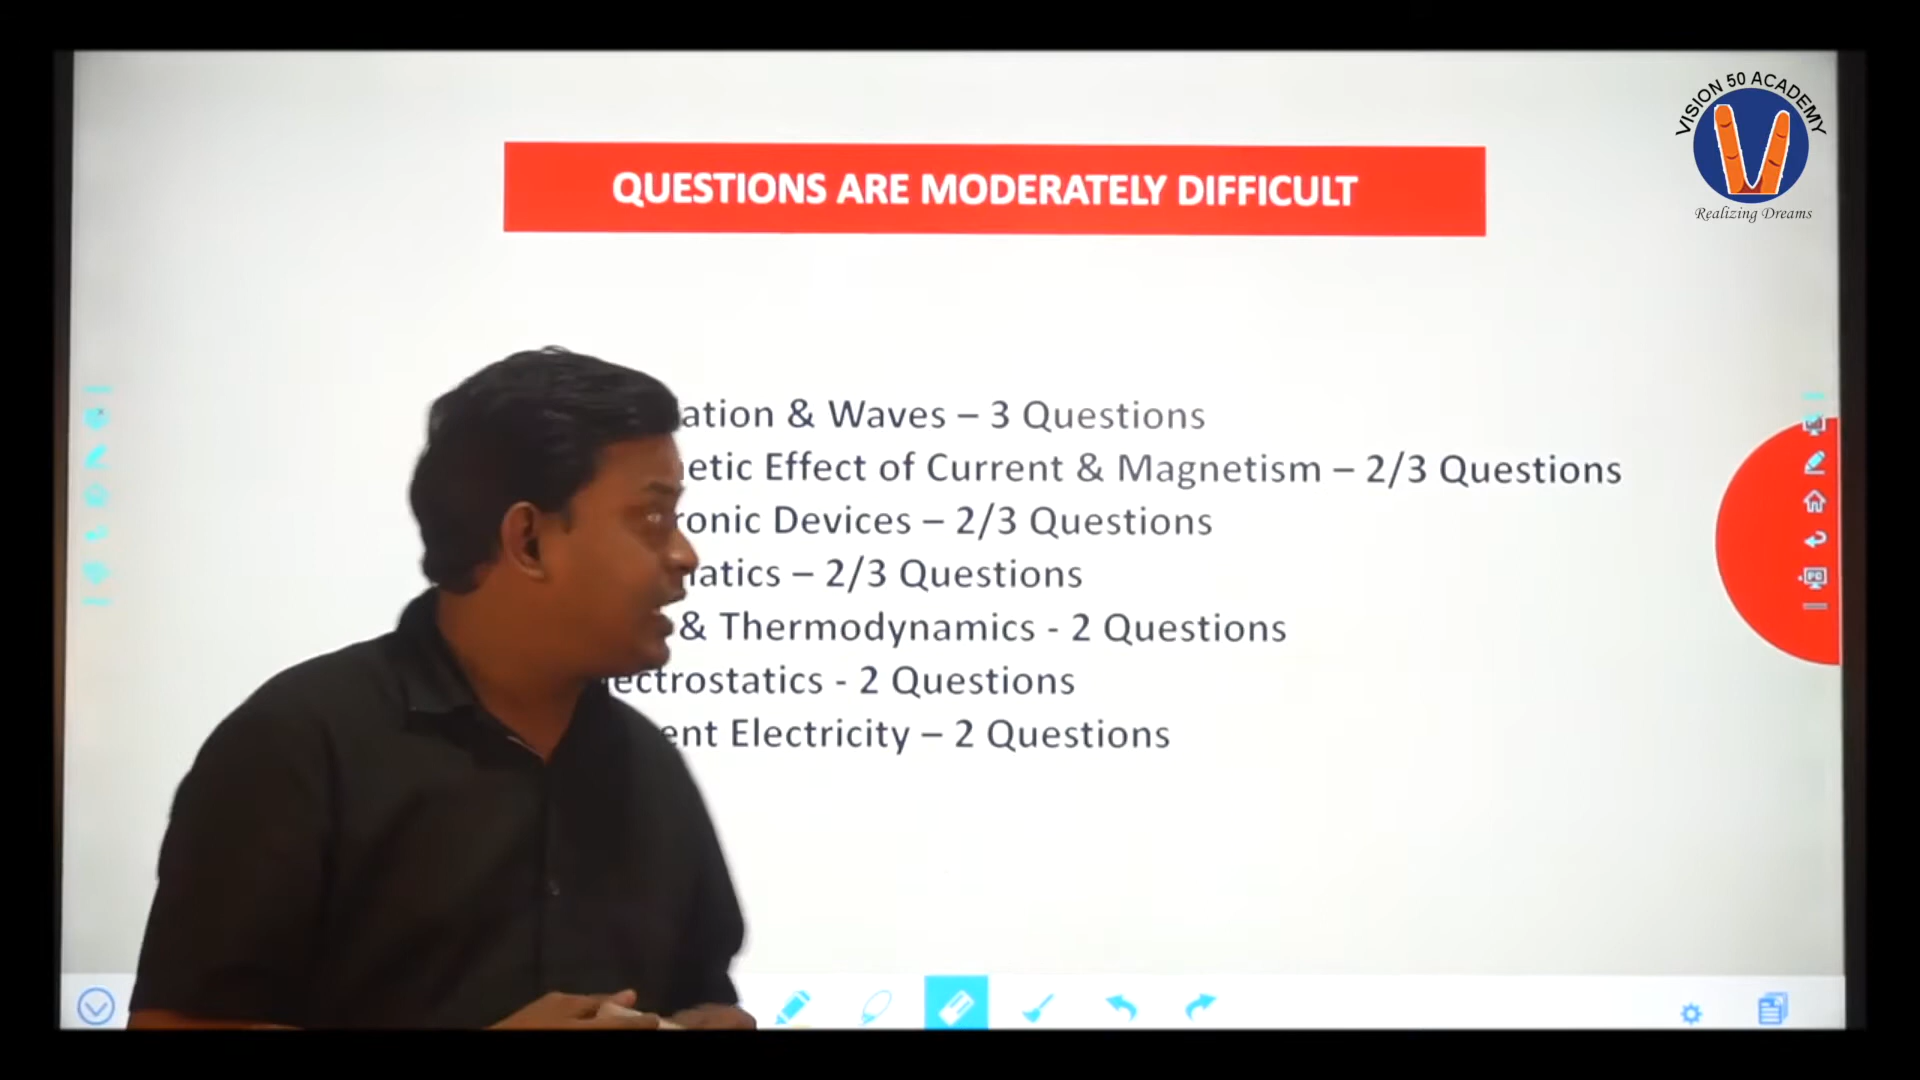 VISION 50 ACADEMY
Realizing Dreams
QUESTIONS ARE MODERATELY DIFFICULT
ation & Waves – 3 Questions
etic Effect of Current & Magnetism – 2/3 Questions
ronic Devices – 2/3 Questions
atics – 2/3 Questions
& Thermodynamics - 2 Questions
ectrostatics - 2 Questions
ent Electricity – 2 Questions